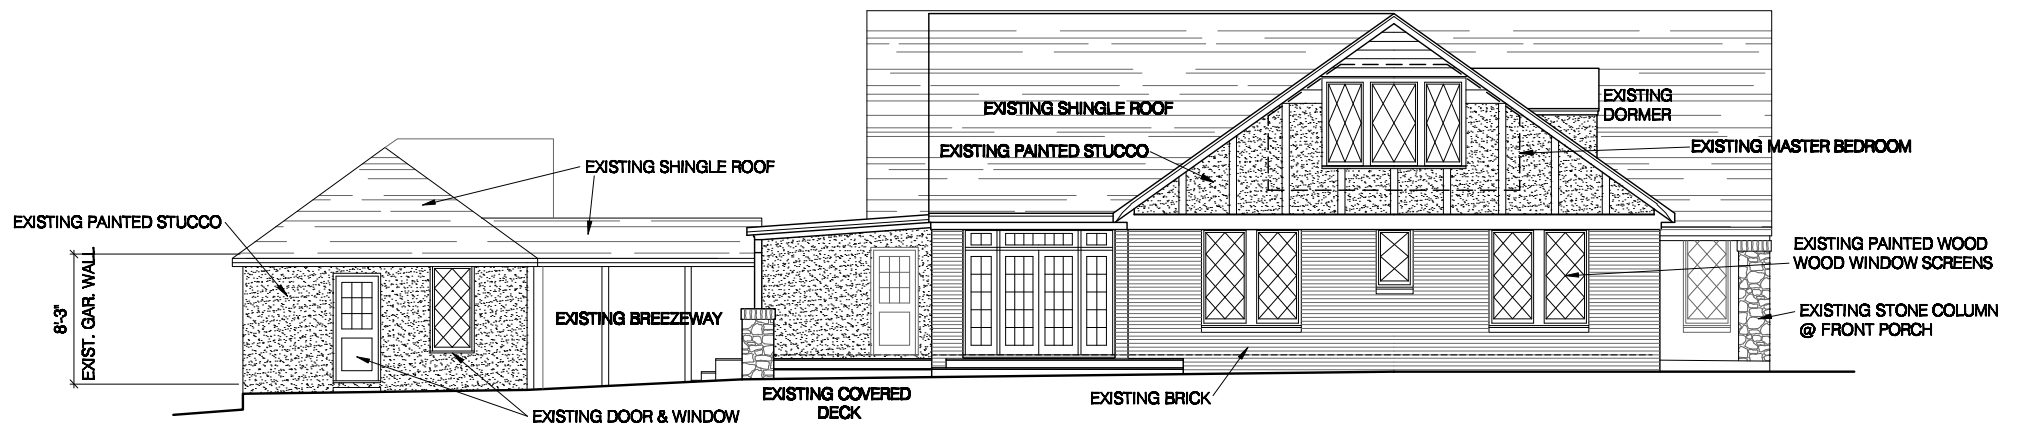 EXISTING SHINGLE ROOF
EXISTING
DORMER
EXISTING PAINTED STUCCO
EXISTING MASTER BEDROOM
EXISTING SHINGLE ROOF
EXISTING PAINTED STUCCO
EXISTING PAINTED WOOD
WOOD WINDOW SCREENS
8'-3"
EXIST. GAR. WALL
EXISTING BREEZEWAY
EXISTING STONE COLUMN
@ FRONT PORCH
EXISTING COVERED
DECK
EXISTING BRICK
EXISTING DOOR & WINDOW